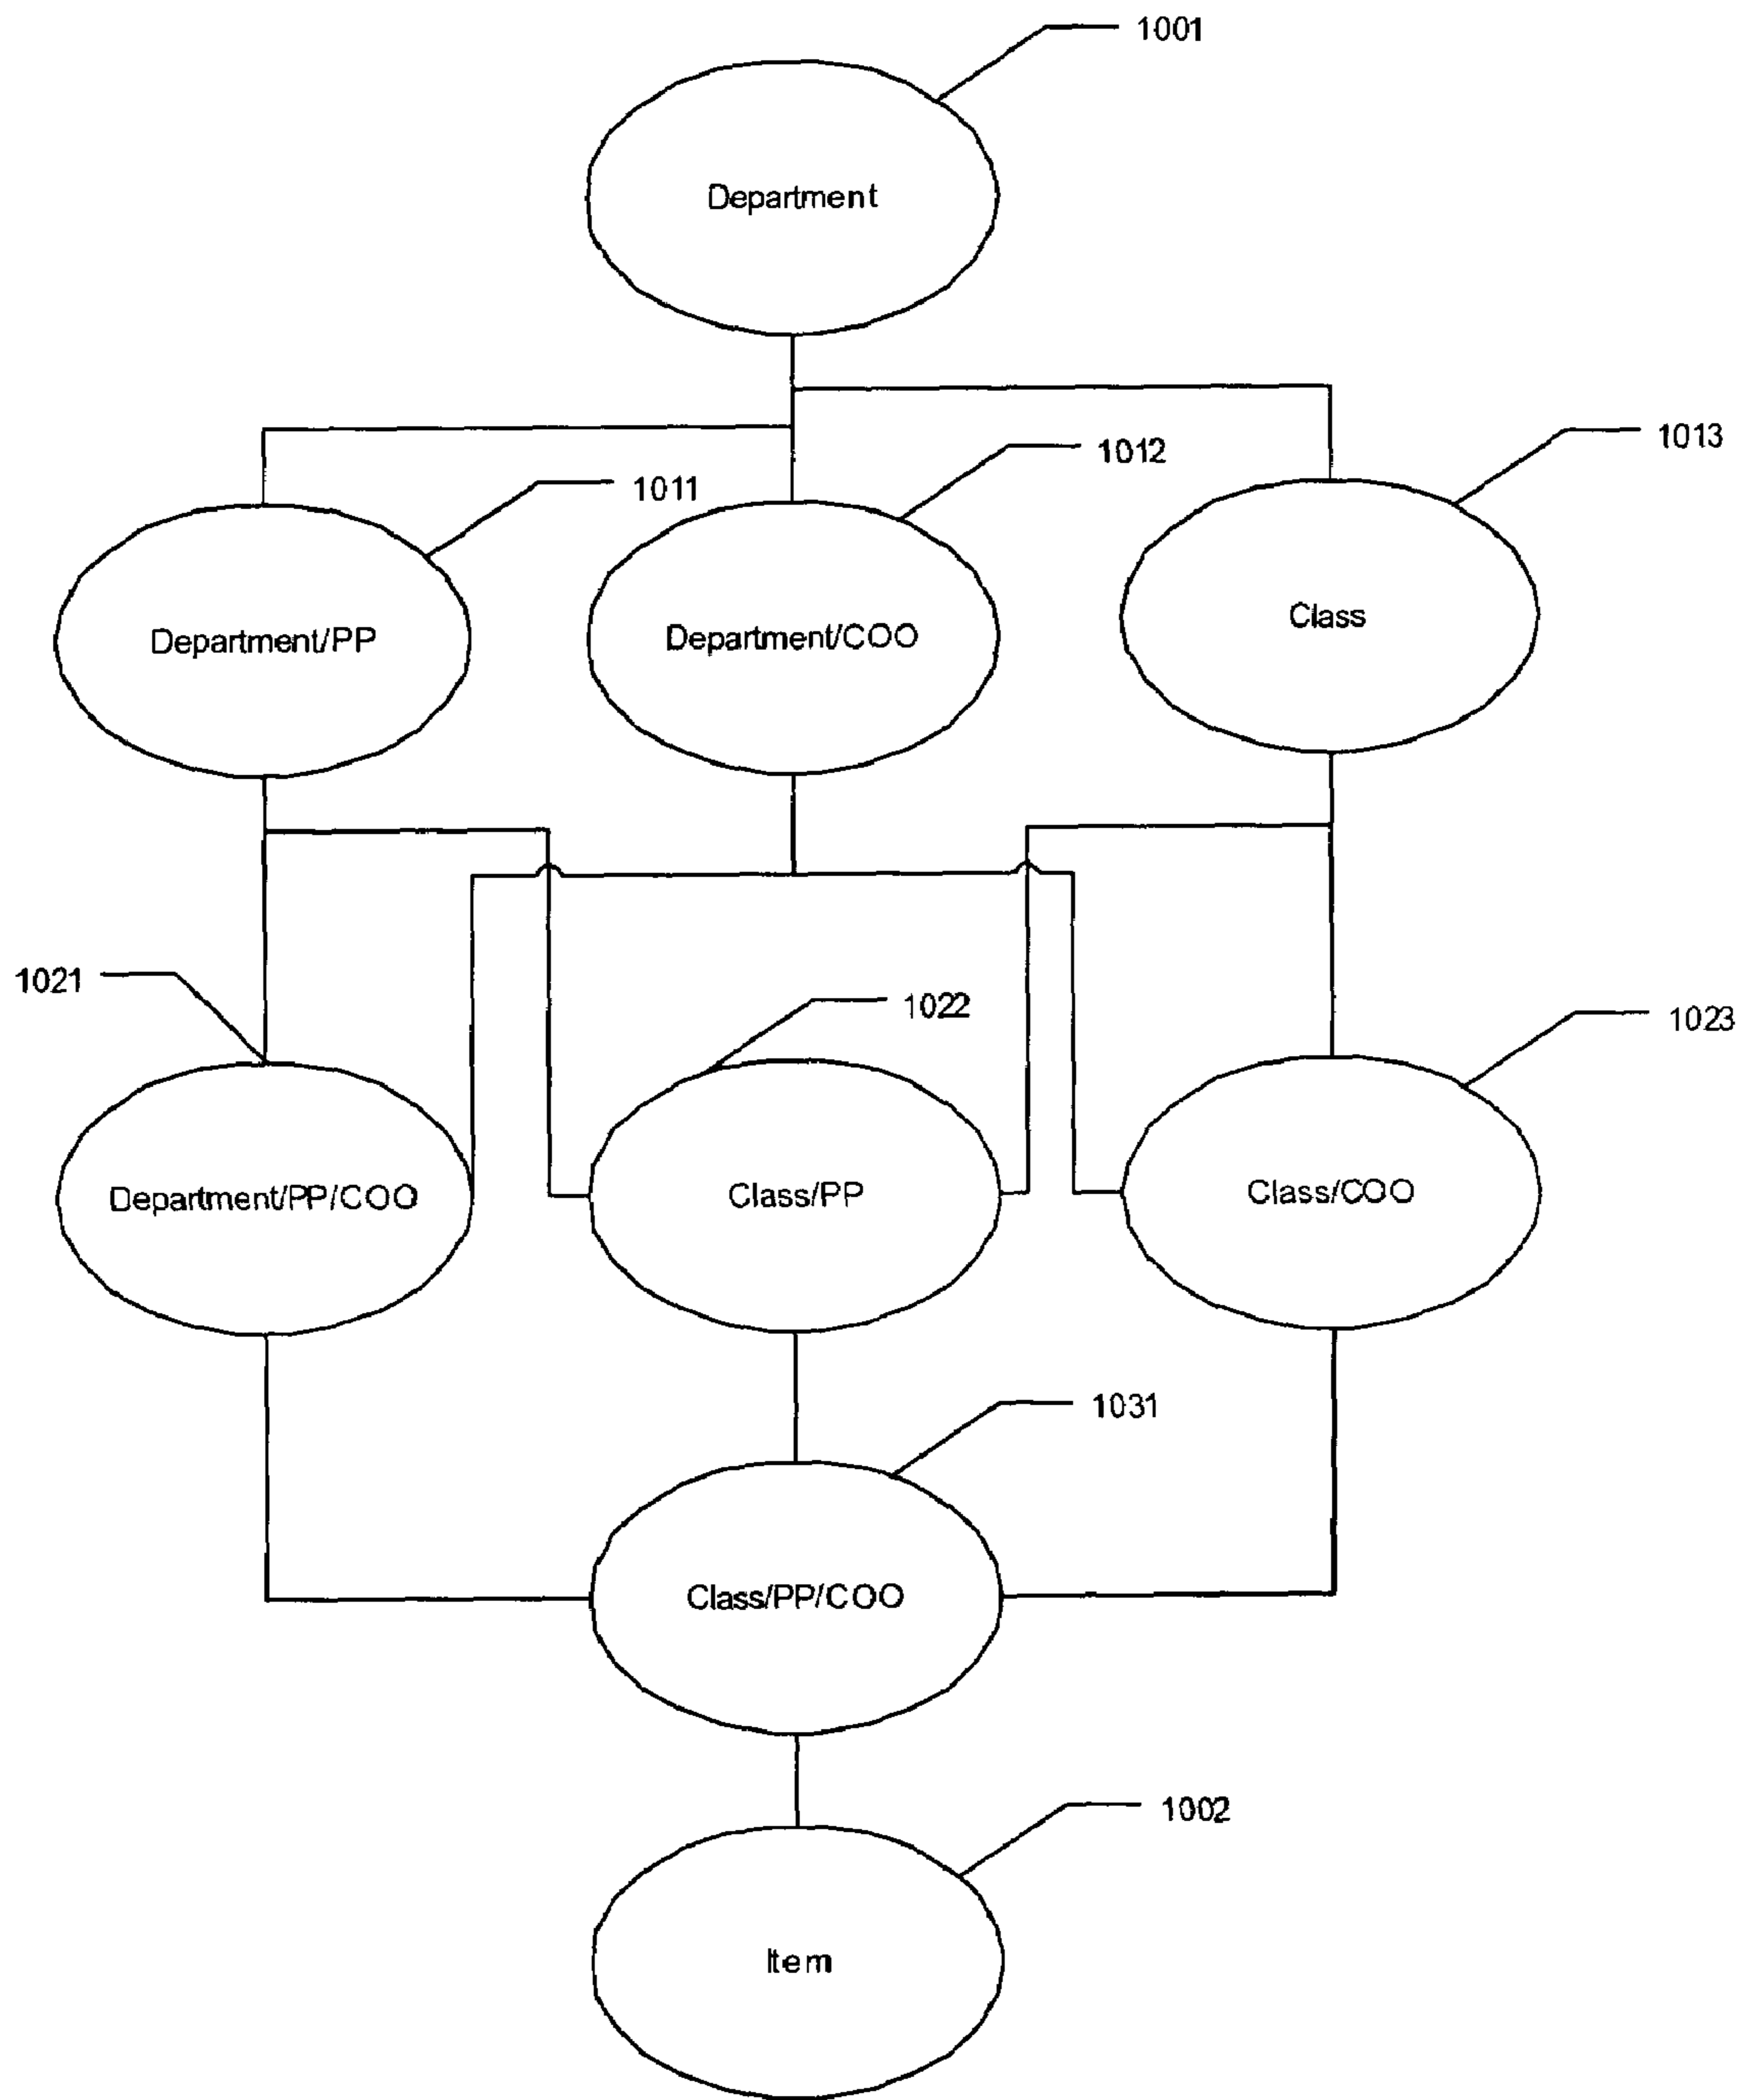 1001
Department
1011
1012
1013
Department/PP
Department/COO
Class
1021
1022
1023
Department/PP/COO
Class/PP
Class/COO
1031
Class/PP/COO
1002
Item